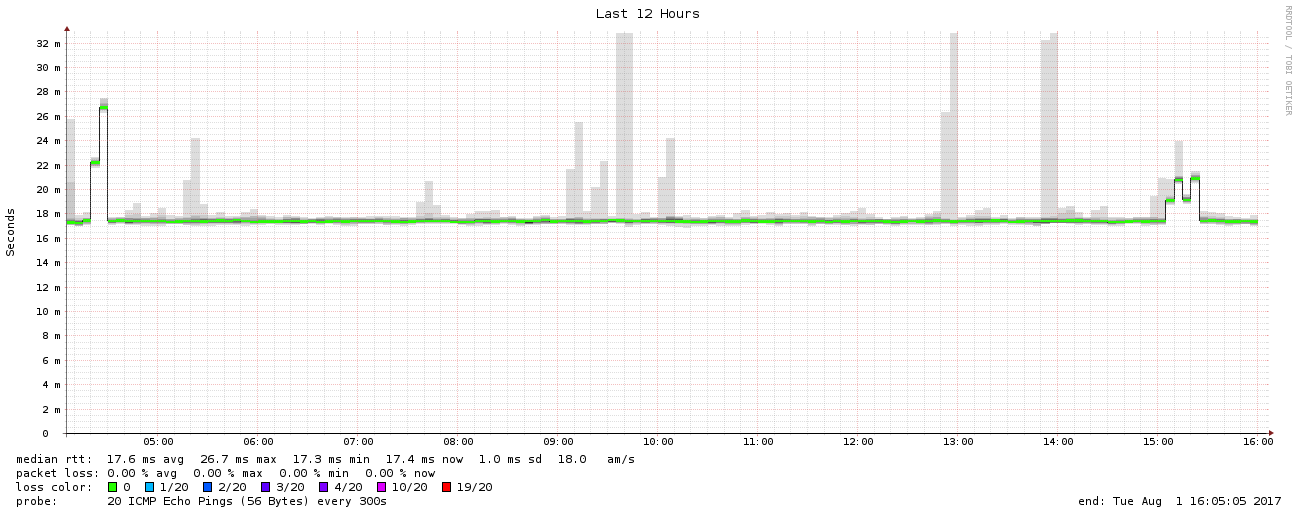 Last 12 Hours
RRDTOOL / TOBI OETIKER
Seconds
32 m
30 m
28 m
26 m
24 m
22 m
20 m
18 m
16 m
14 m
12 m
10 m
8 m
6 m
4 m
2 m
0
05:00 06:00 07:00 08:00 09:00 10:00 11:00 12:00 13:00 14:00 15:00 16:00
median rtt: 17.6 ms avg 26.7 ms max 17.3 ms min 17.4 ms now 1.0 ms sd 18.0 am/s
packet loss: 0.00 % avg 0.00 % max 0.00 % min 0.00 % now
loss color: 0 1/20 2/20 3/20 4/20 10/20 19/20
probe: 20 ICMP Echo Pings (56 Bytes) every 300s end: Tue Aug 1 16:05:05 2017